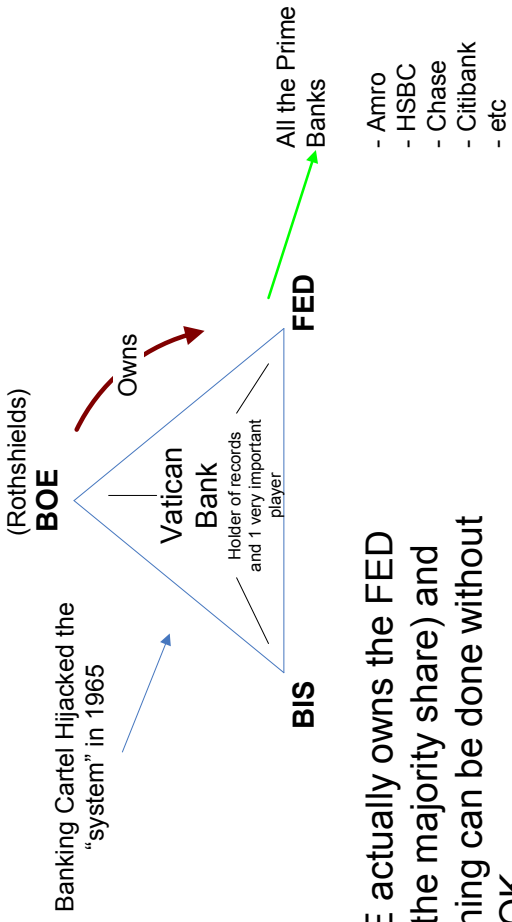 (Rothshields)
BOE
Banking Cartel Hijacked the
“system” in 1965
Owns
Vatican
Bank
Holder of records
and 1 very important
player
BIS
FED
All the Prime
Banks
- Amro
- HSBC
- Chase
- Citibank
- etc
E actually owns the FED
the majority share) and
ning can be done without
OK